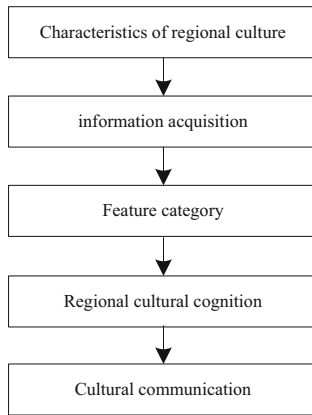 Characteristics of regional culture
information acquisition
Feature category
Regional cultural cognition
Cultural communication